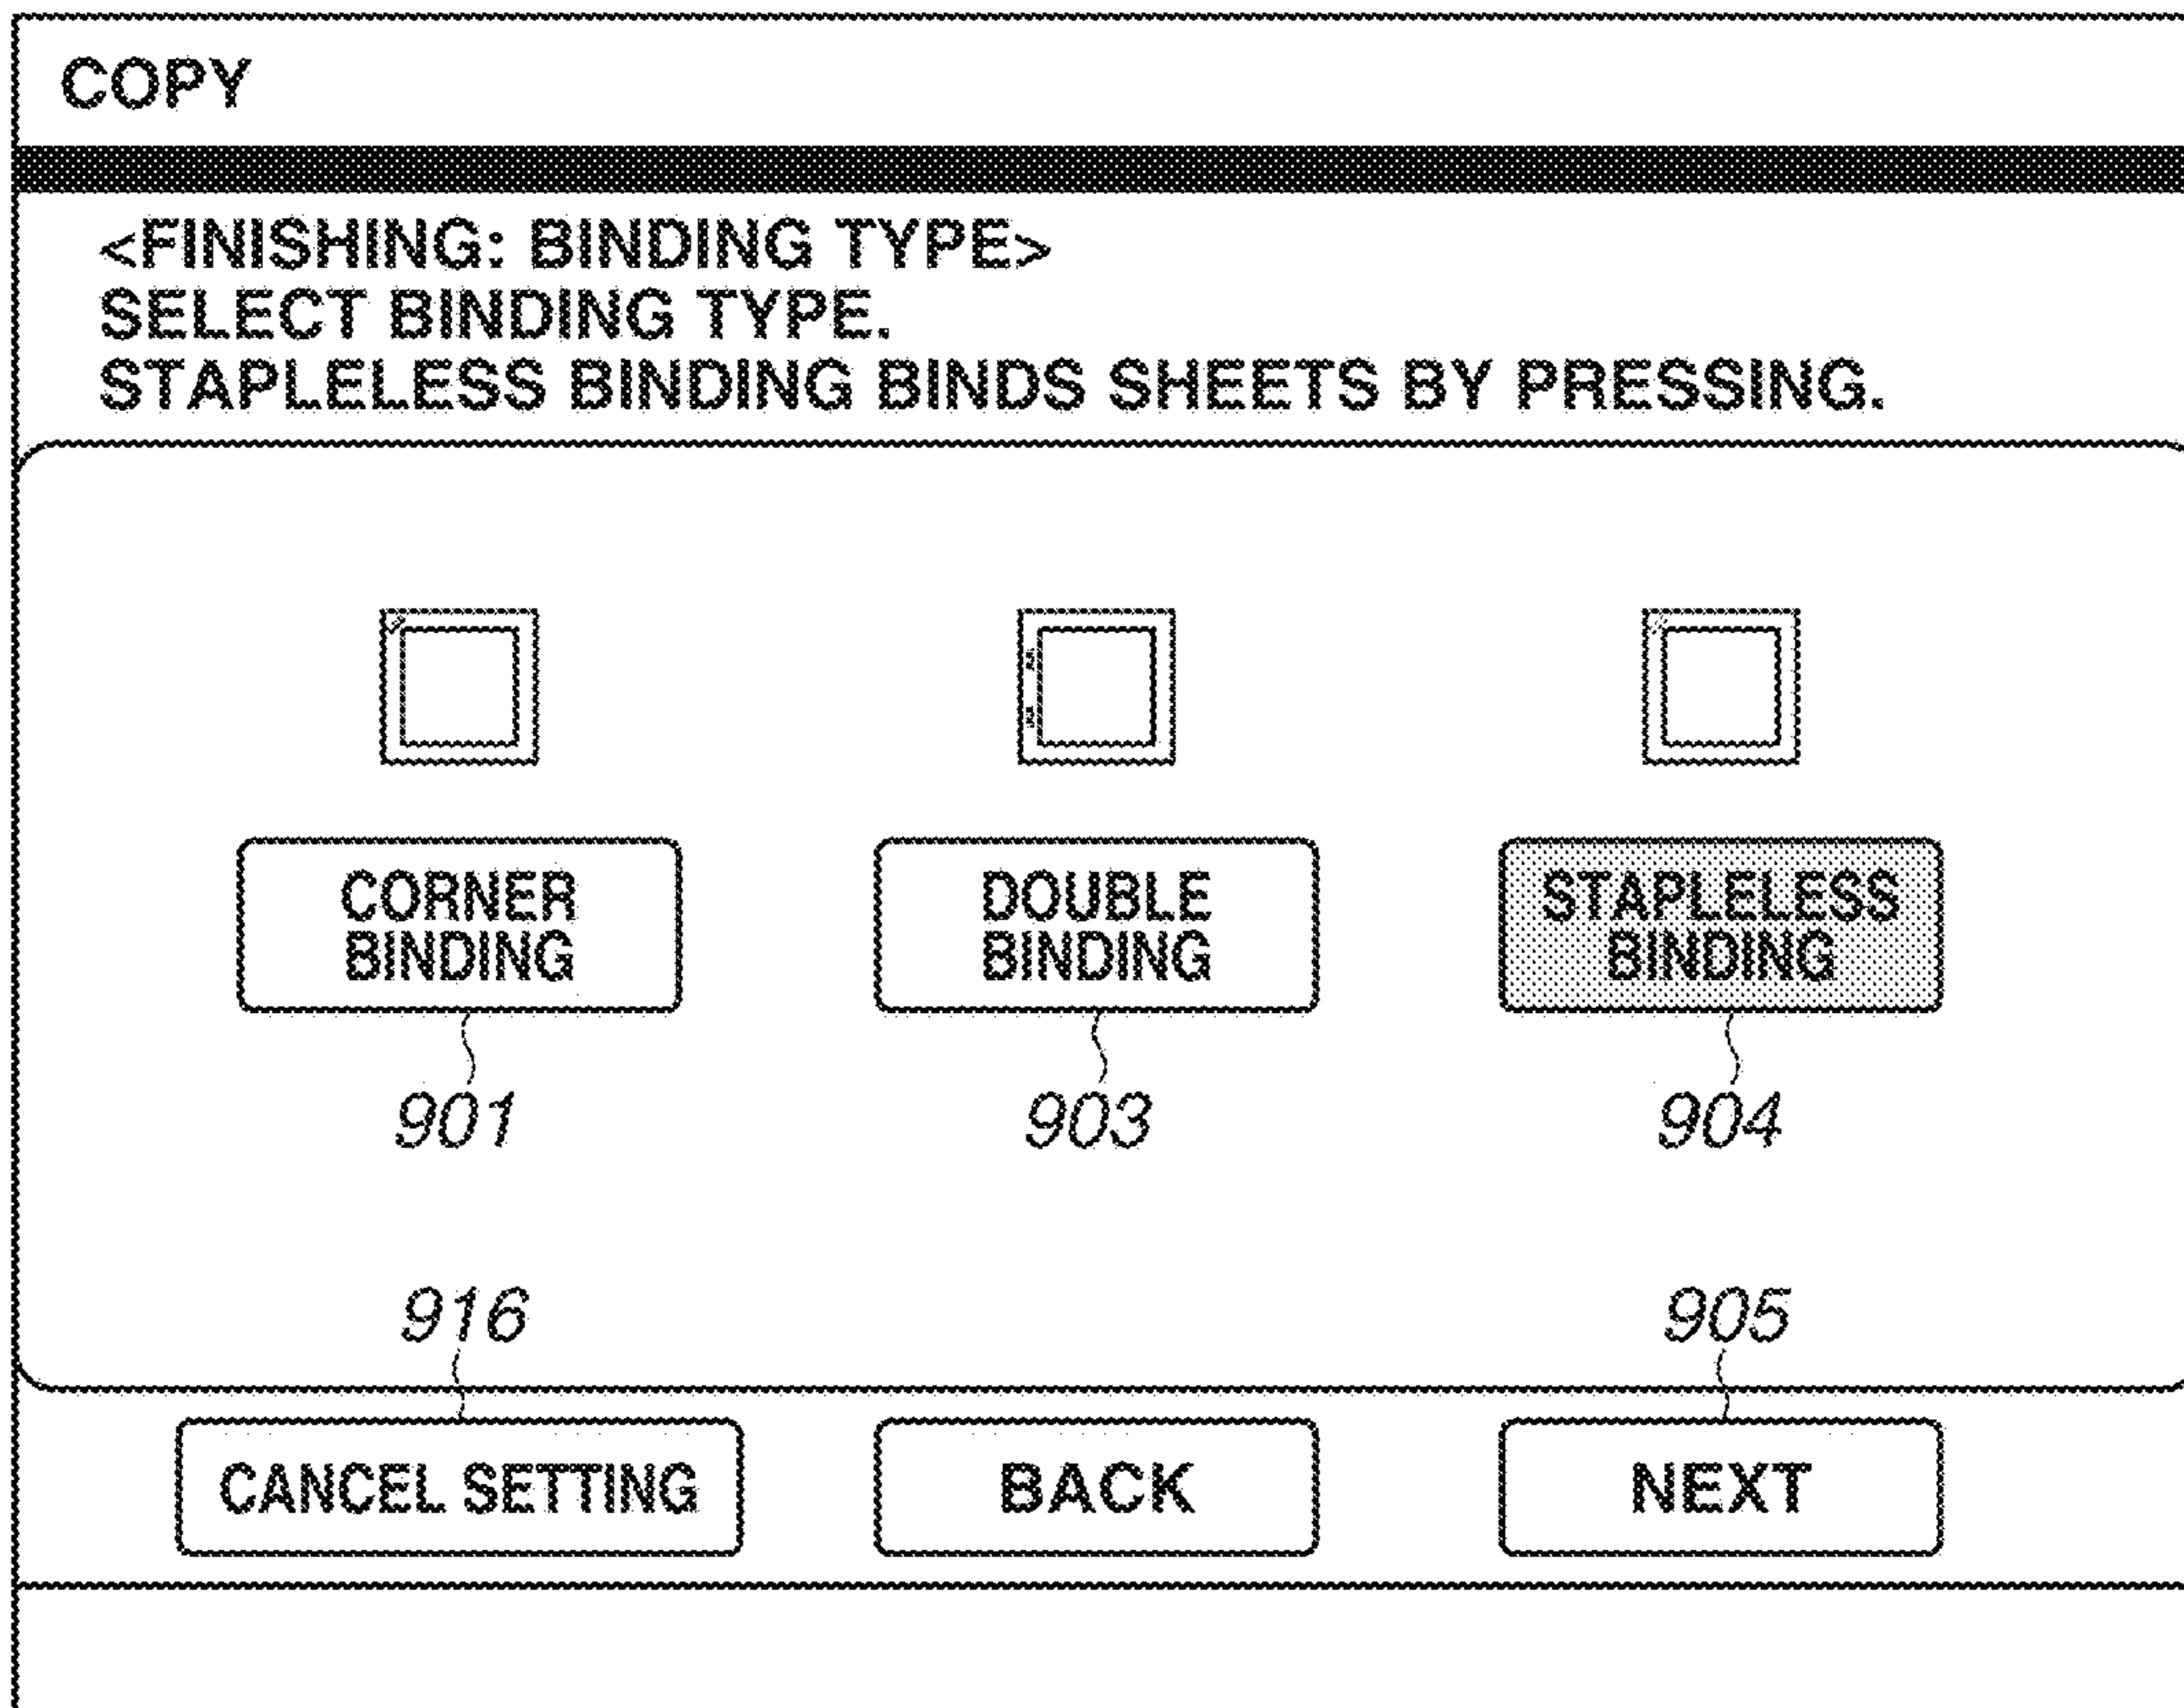 COPY
<FINISHING: BINDING TYPE>
SELECT BINDING TYPE.
STAPLELESS BINDING BINDS SHEETS BY PRESSING.
CORNER
BINDING
DOUBLE
BINDING
STAPLELESS
BINDING
901
903
904
916
905
CANCEL SETTING
BACK
NEXT